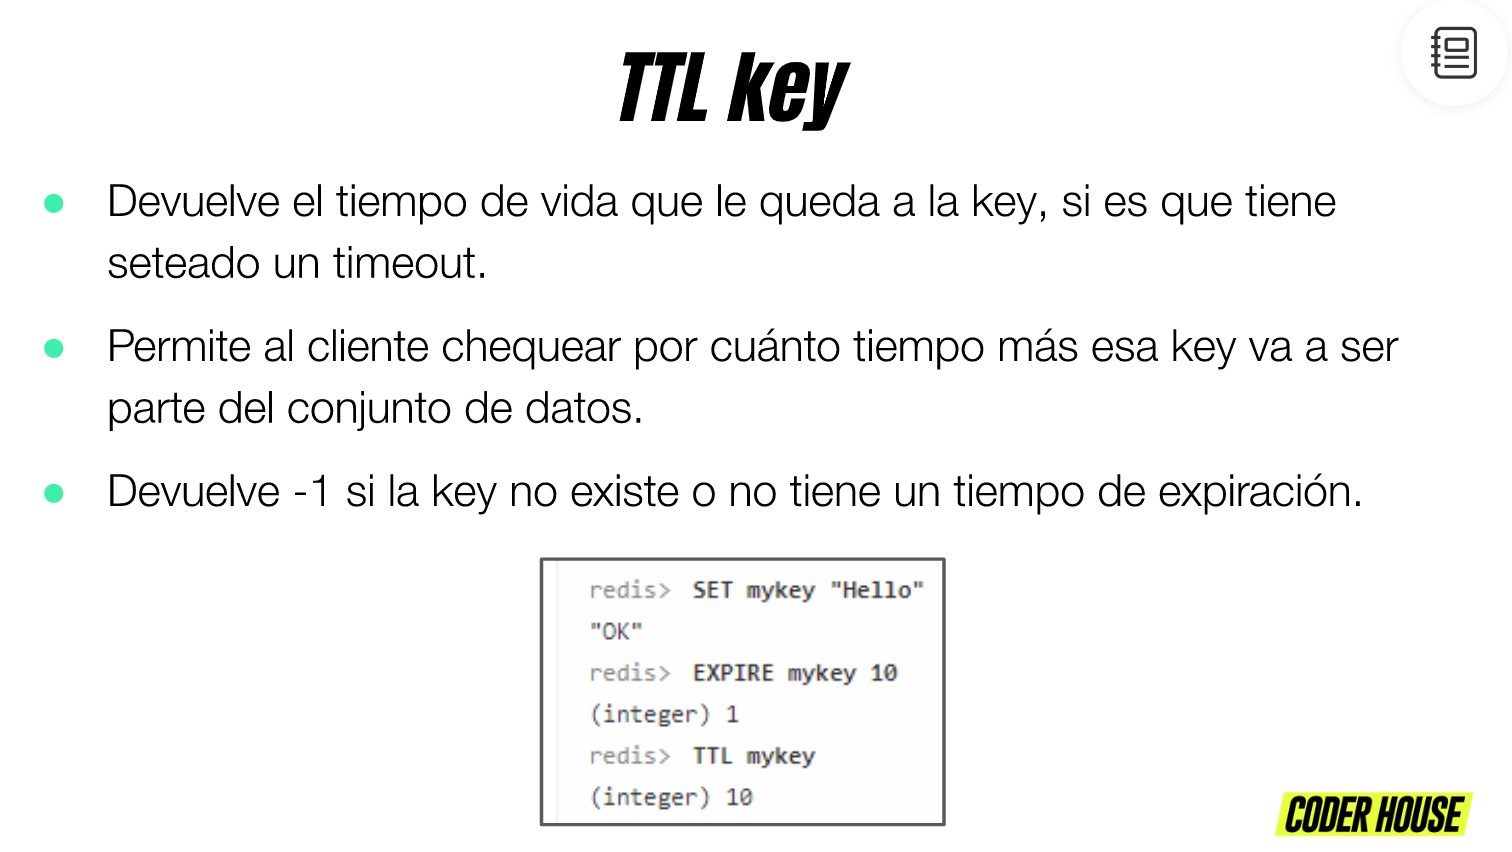 TTL key
Devuelve el tiempo de vida que le queda a la key, si es que tiene
seteado un timeout.
Permite al cliente chequear por cuánto tiempo más esa key va a ser
parte del conjunto de datos.
Devuelve -1 si la key no existe o no tiene un tiempo de expiración.
redis> SET mykey "Hello"
"OK"
redis> EXPIRE mykey 10
(integer) 1
redis> TTL mykey
(integer) 10
CODER HOUSE